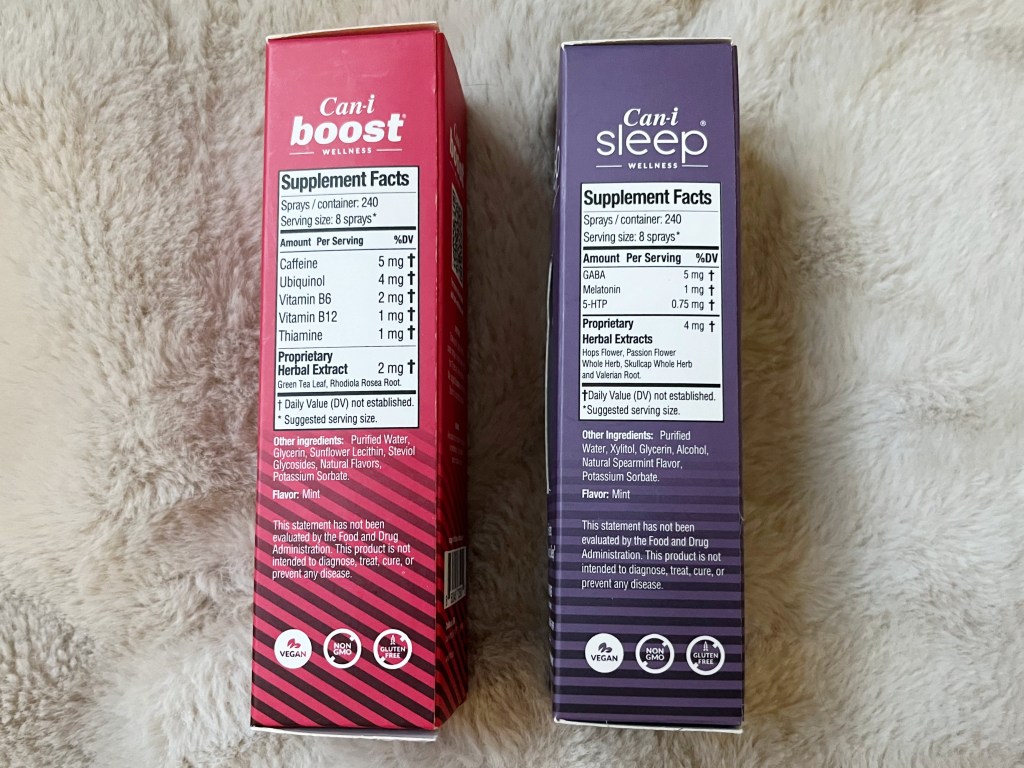 Can-i
boost®
WELLNESS
Supplement Facts
Sprays / container: 240
Serving size: 8 sprays*
Amount Per Serving %DV
Caffeine 5 mg †
Ubiquinol 4 mg †
Vitamin B6 2 mg †
Vitamin B12 1 mg †
Thiamine 1 mg †
Proprietary
Herbal Extract 2 mg †
Green Tea Leaf, Rhodiola Rosea Root.
† Daily Value (DV) not established.
* Suggested serving size.
Other ingredients: Purified Water,
Glycerin, Sunflower Lecithin, Steviol
Glycosides, Natural Flavors,
Potassium Sorbate.
Flavor: Mint
This statement has not been
evaluated by the Food and Drug
Administration. This product is not
intended to diagnose, treat, cure, or
prevent any disease.
VEGAN
NON
GMO
GLUTEN
FREE
Can-i
sleep®
WELLNESS
Supplement Facts
Sprays / container: 240
Serving size: 8 sprays*
Amount Per Serving %DV
GABA 5 mg †
Melatonin 1 mg †
5-HTP 0.75 mg †
Proprietary 4 mg †
Herbal Extracts
Hops Flower, Passion Flower
Whole Herb, Skullcap Whole Herb
and Valerian Root.
†Daily Value (DV) not established.
*Suggested serving size.
Other Ingredients: Purified
Water, Xylitol, Glycerin, Alcohol,
Natural Spearmint Flavor,
Potassium Sorbate.
Flavor: Mint
This statement has not been
evaluated by the Food and Drug
Administration. This product is not
intended to diagnose, treat, cure, or
prevent any disease.
VEGAN
NON
GMO
GLUTEN
FREE